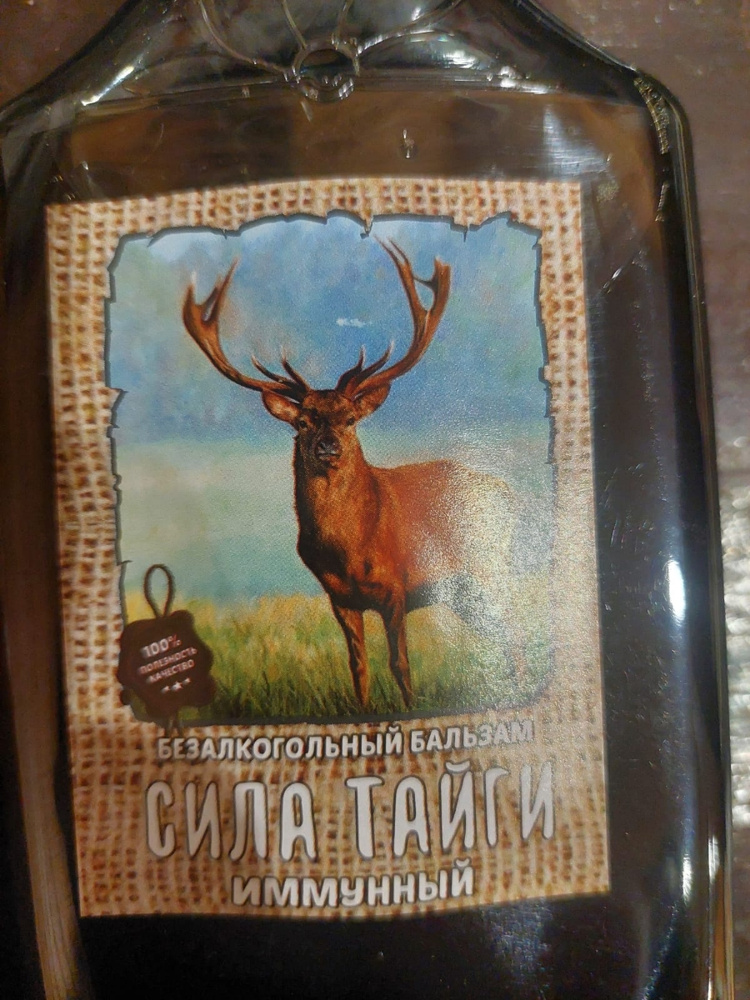 100%
ПОЛЕЗНОСТЬ
КАЧЕСТВО
БЕЗАЛКОГОЛЬНЫЙ БАЛЬЗАМ
СИЛА ТАЙГИ
ИММУННЫЙ